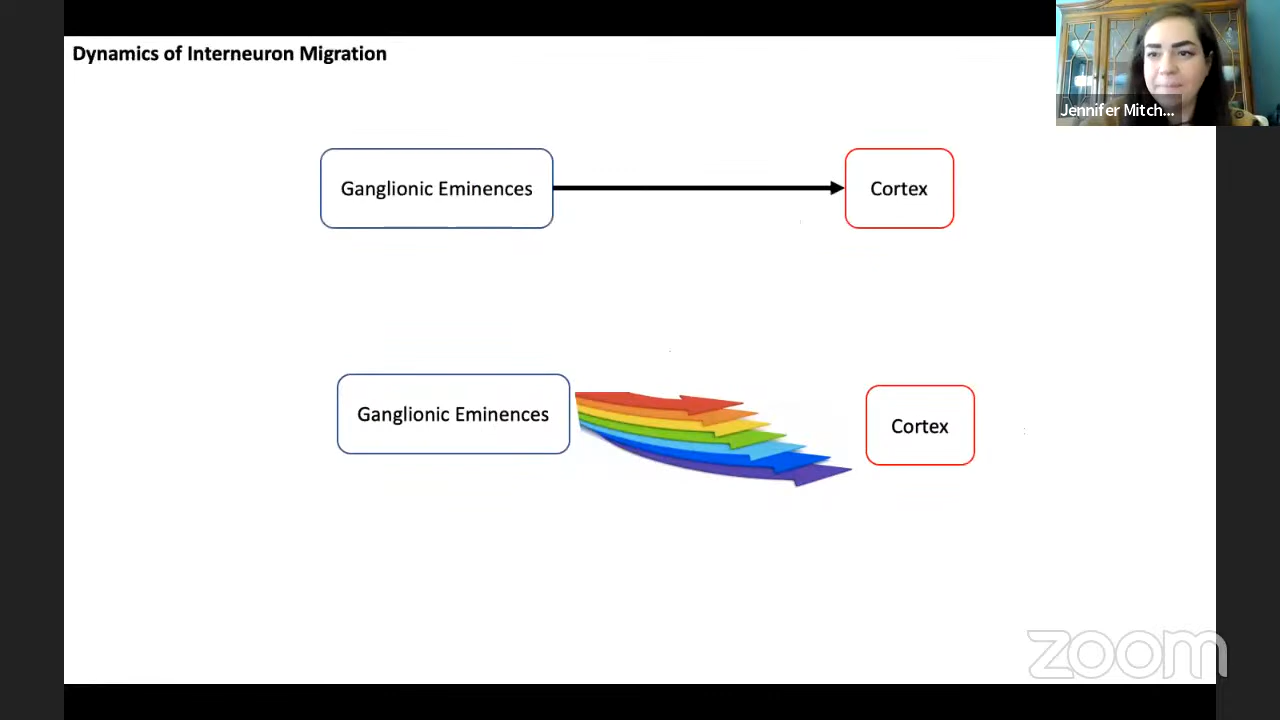 Dynamics of Interneuron Migration
Jennifer Mitch...
Ganglionic Eminences
Cortex
Ganglionic Eminences
Cortex
zoom